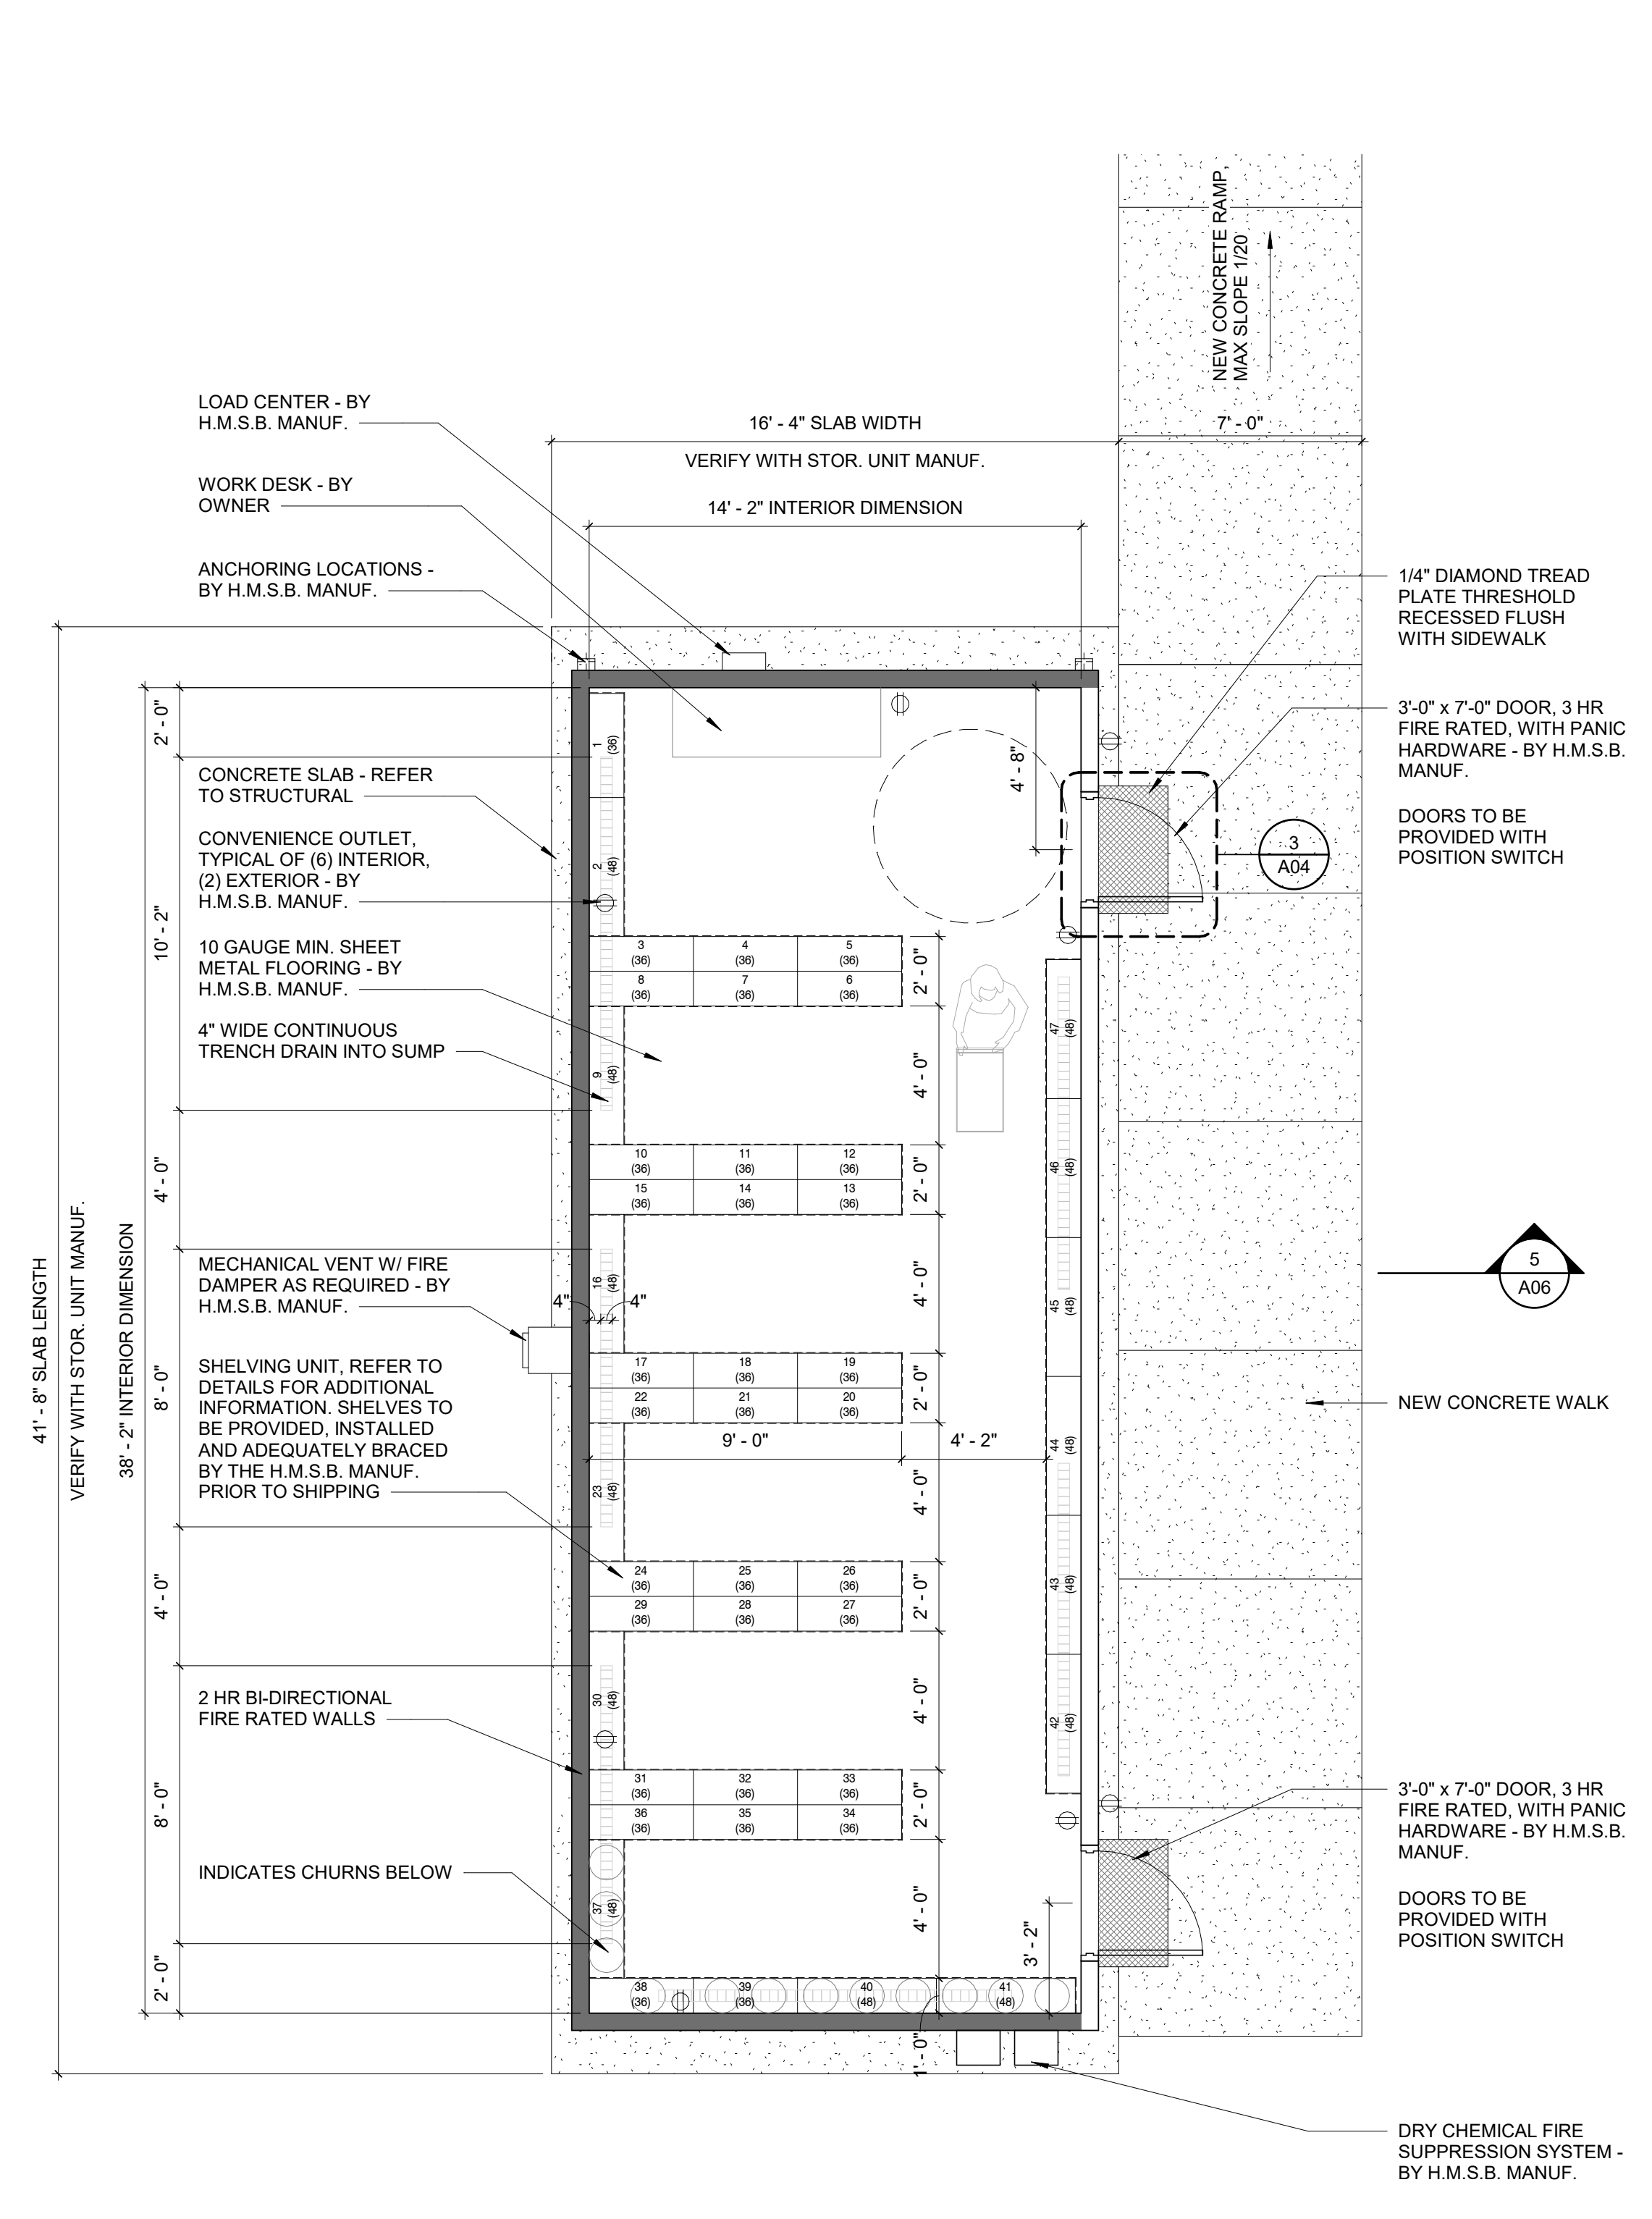 NEW CONCRETE RAMP,
MAX SLOPE 1/20
LOAD CENTER - BY
H.M.S.B. MANUF.
16' - 4" SLAB WIDTH
7' - 0"
VERIFY WITH STOR. UNIT MANUF.
WORK DESK - BY
OWNER
14' - 2" INTERIOR DIMENSION
ANCHORING LOCATIONS -
BY H.M.S.B. MANUF.
1/4" DIAMOND TREAD
PLATE THRESHOLD
RECESSED FLUSH
WITH SIDEWALK
3'-0" x 7'-0" DOOR, 3 HR
FIRE RATED, WITH PANIC
HARDWARE - BY H.M.S.B.
MANUF.
DOORS TO BE
PROVIDED WITH
POSITION SWITCH
3
A04
CONCRETE SLAB - REFER
TO STRUCTURAL
CONVENIENCE OUTLET,
TYPICAL OF (6) INTERIOR,
(2) EXTERIOR - BY
H.M.S.B. MANUF.
10 GAUGE MIN. SHEET
METAL FLOORING - BY
H.M.S.B. MANUF.
4" WIDE CONTINUOUS
TRENCH DRAIN INTO SUMP
MECHANICAL VENT W/ FIRE
DAMPER AS REQUIRED - BY
H.M.S.B. MANUF.
SHELVING UNIT, REFER TO
DETAILS FOR ADDITIONAL
INFORMATION. SHELVES TO
BE PROVIDED, INSTALLED
AND ADEQUATELY BRACED
BY THE H.M.S.B. MANUF.
PRIOR TO SHIPPING
2 HR BI-DIRECTIONAL
FIRE RATED WALLS
INDICATES CHURNS BELOW
41' - 8" SLAB LENGTH
VERIFY WITH STOR. UNIT MANUF.
38' - 2" INTERIOR DIMENSION
2' - 0"
10' - 2"
4' - 0"
8' - 0"
4' - 0"
8' - 0"
2' - 0"
1
(36)
2
(48)
4' - 8"
3 4 5
(36) (36) (36)
8 7 6
(36) (36) (36)
2' - 0"
9
(48)
4' - 0"
47
(48)
10 11 12
(36) (36) (36)
15 14 13
(36) (36) (36)
2' - 0"
46
(48)
16
(48)
4" 4"
4' - 0"
45
(48)
17 18 19
(36) (36) (36)
22 21 20
(36) (36) (36)
2' - 0"
9' - 0" 4' - 2"
44
(48)
23
(48)
4' - 0"
24 25 26
(36) (36) (36)
29 28 27
(36) (36) (36)
2' - 0"
43
(48)
30
(48)
4' - 0"
42
(48)
31 32 33
(36) (36) (36)
36 35 34
(36) (36) (36)
2' - 0"
37
(48)
4' - 0"
3' - 2"
38 39 40 41
(36) (36) (48) (48)
1' - 0"
5
A06
NEW CONCRETE WALK
3'-0" x 7'-0" DOOR, 3 HR
FIRE RATED, WITH PANIC
HARDWARE - BY H.M.S.B.
MANUF.
DOORS TO BE
PROVIDED WITH
POSITION SWITCH
DRY CHEMICAL FIRE
SUPPRESSION SYSTEM -
BY H.M.S.B. MANUF.